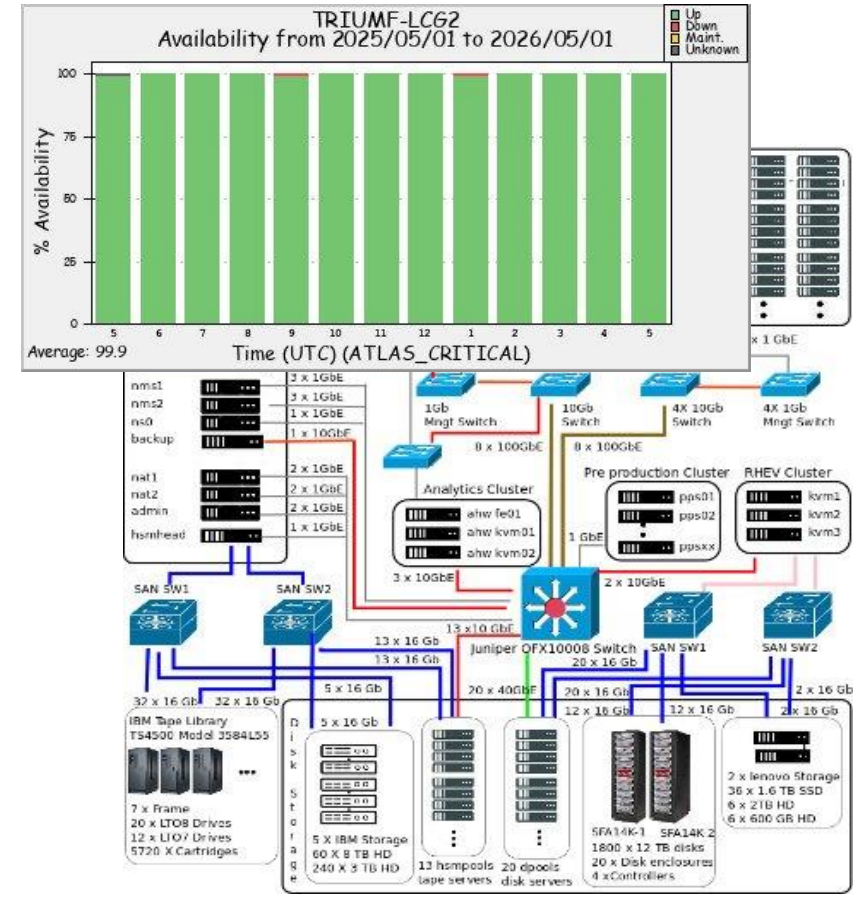 TRIUMF-LCG2
Availability from 2025/05/01 to 2026/05/01
Up
Down
Maint.
Unknown
% Availability
100
75
50
25
0
5 6 7 8 9 10 11 12 1 2 3 4 5
Average: 99.9
Time (UTC) (ATLAS_CRITICAL)
x 1 GbE
nms1
nms2
ns0
backup
nat1
nat2
admin
hsmhead
3 x 1GbE
3 x 1GbE
1 x 1GbE
1 x 10GbE
2 x 1GbE
2 x 1GbE
2 x 1GbE
1 x 1GbE
1Gb
Mngt Switch
10Gb
Switch
4X 10Gb
Switch
4X 1Gb
Mngt Switch
8 x 100GbE
8 x 100GbE
Analytics Cluster
ahw fe01
ahw kvm01
ahw kvm02
Pre production Cluster
pps01
pps02
ppsxx
RHEV Cluster
kvm1
kvm2
kvm3
1 GbE
3 x 10GbE
2 x 10GbE
SAN SW1
SAN SW2
13 x10 GbE
Juniper QFX10008 Switch
SAN SW1
SAN SW2
13 x 16 Gb
13 x 16 Gb
20 x 16 Gb
5 x 16 Gb
20 x 40GbE
20 x 16 Gb
2 x 16 Gb
32 x 16 Gb
32 x 16 Gb
12 x 16 Gb
12 x 16 Gb
2 x 16 Gb
IBM Tape Library
TS4500 Model 3584L55
7 x Frame
20 x LTO8 Drives
12 x LTO7 Drives
5720 X Cartridges
Disk Storage
5 x 16 Gb
5 X IBM Storage
60 X 8 TB HD
240 X 3 TB HD
13 hsmpools
tape servers
20 dpools
disk servers
SFA14K-1
SFA14K 2
1800 x 12 TB disks
20 x Disk enclosures
4 xControllers
2 x lenovo Storage
36 x 1.6 TB SSD
6 x 2TB HD
6 x 600 GB HD